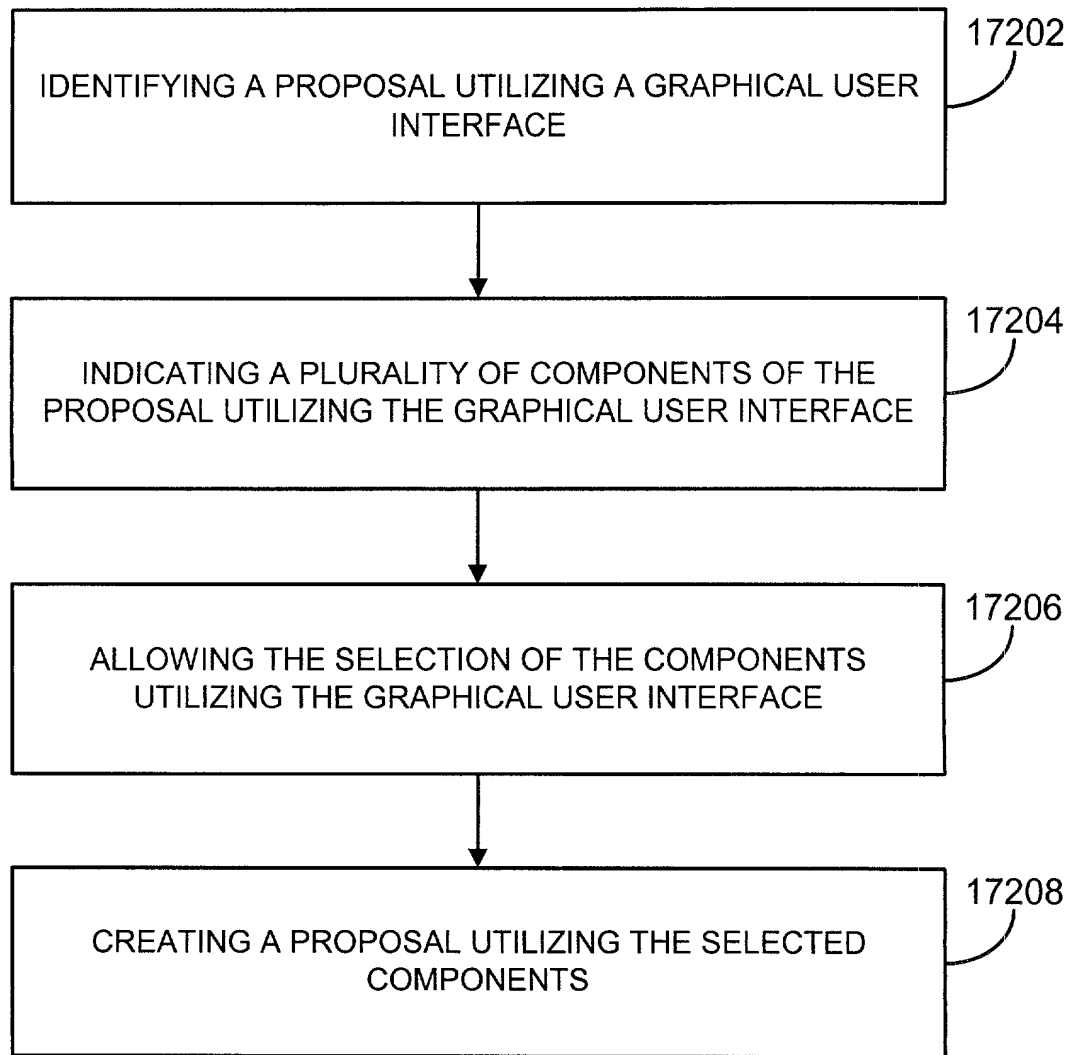 17202
IDENTIFYING A PROPOSAL UTILIZING A GRAPHICAL USER
INTERFACE
17204
INDICATING A PLURALITY OF COMPONENTS OF THE
PROPOSAL UTILIZING THE GRAPHICAL USER INTERFACE
17206
ALLOWING THE SELECTION OF THE COMPONENTS
UTILIZING THE GRAPHICAL USER INTERFACE
17208
CREATING A PROPOSAL UTILIZING THE SELECTED
COMPONENTS